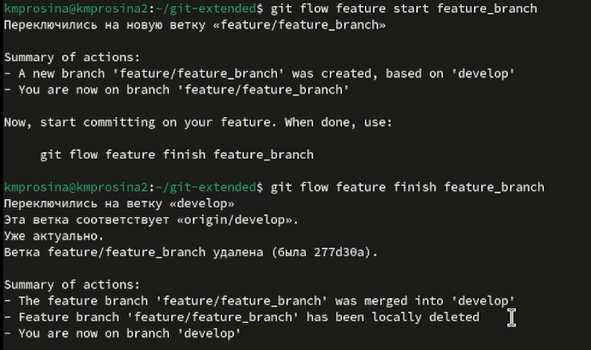 kmprosina@kmprosina2:~/git-extended$ git flow feature start feature_branch
Переключились на новую ветку «feature/feature_branch»
Summary of actions:
- A new branch 'feature/feature_branch' was created, based on 'develop'
- You are now on branch 'feature/feature_branch'
Now, start committing on your feature. When done, use:
git flow feature finish feature_branch
kmprosina@kmprosina2:~/git-extended$ git flow feature finish feature_branch
Переключились на ветку «develop»
Эта ветка соответствует «origin/develop».
Уже актуально.
Ветка feature/feature_branch удалена (была 277d30a).
Summary of actions:
- The feature branch 'feature/feature_branch' was merged into 'develop'
- Feature branch 'feature/feature_branch' has been locally deleted
- You are now on branch 'develop'